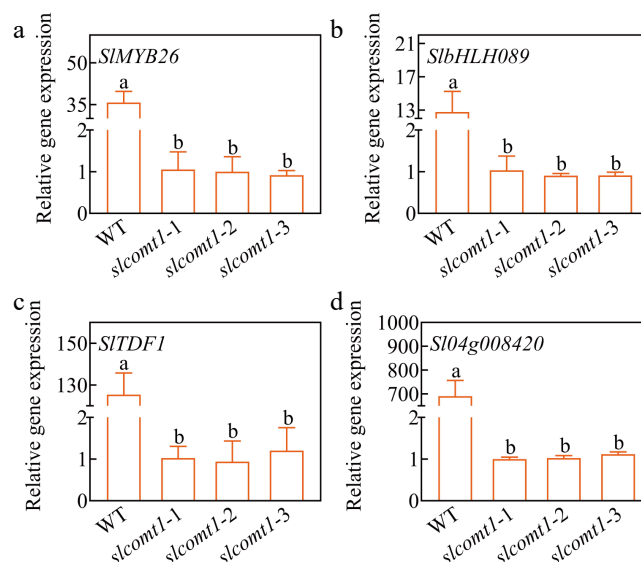 a
Relative gene expression
SlMYB26
50
35
2
1
0
a
b
b
b
WT
slcomt1-1
slcomt1-2
slcomt1-3
b
Relative gene expression
SlbHLH089
21
17
13
2
1
0
a
b
b
b
WT
slcomt1-1
slcomt1-2
slcomt1-3
c
Relative gene expression
SlTDF1
150
130
2
1
0
a
b
b
b
WT
slcomt1-1
slcomt1-2
slcomt1-3
d
Relative gene expression
Sl04g008420
1000
900
800
700
2
1
0
a
b
b
b
WT
slcomt1-1
slcomt1-2
slcomt1-3